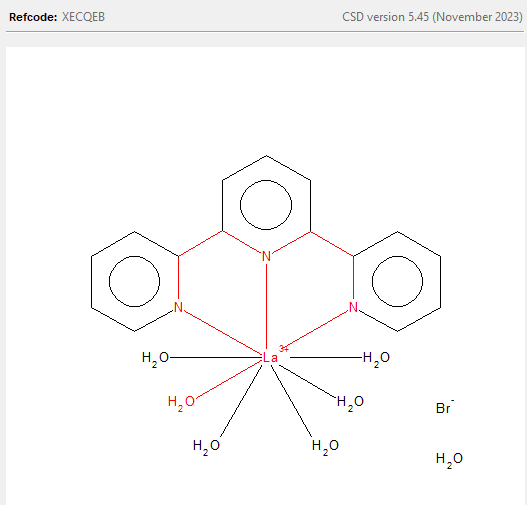 Refcode: XECQEB CSD version 5.45 (November 2023)
N
N N
H2O La3+ H2O
H2O H2O
Br-
H2O H2O
H2O